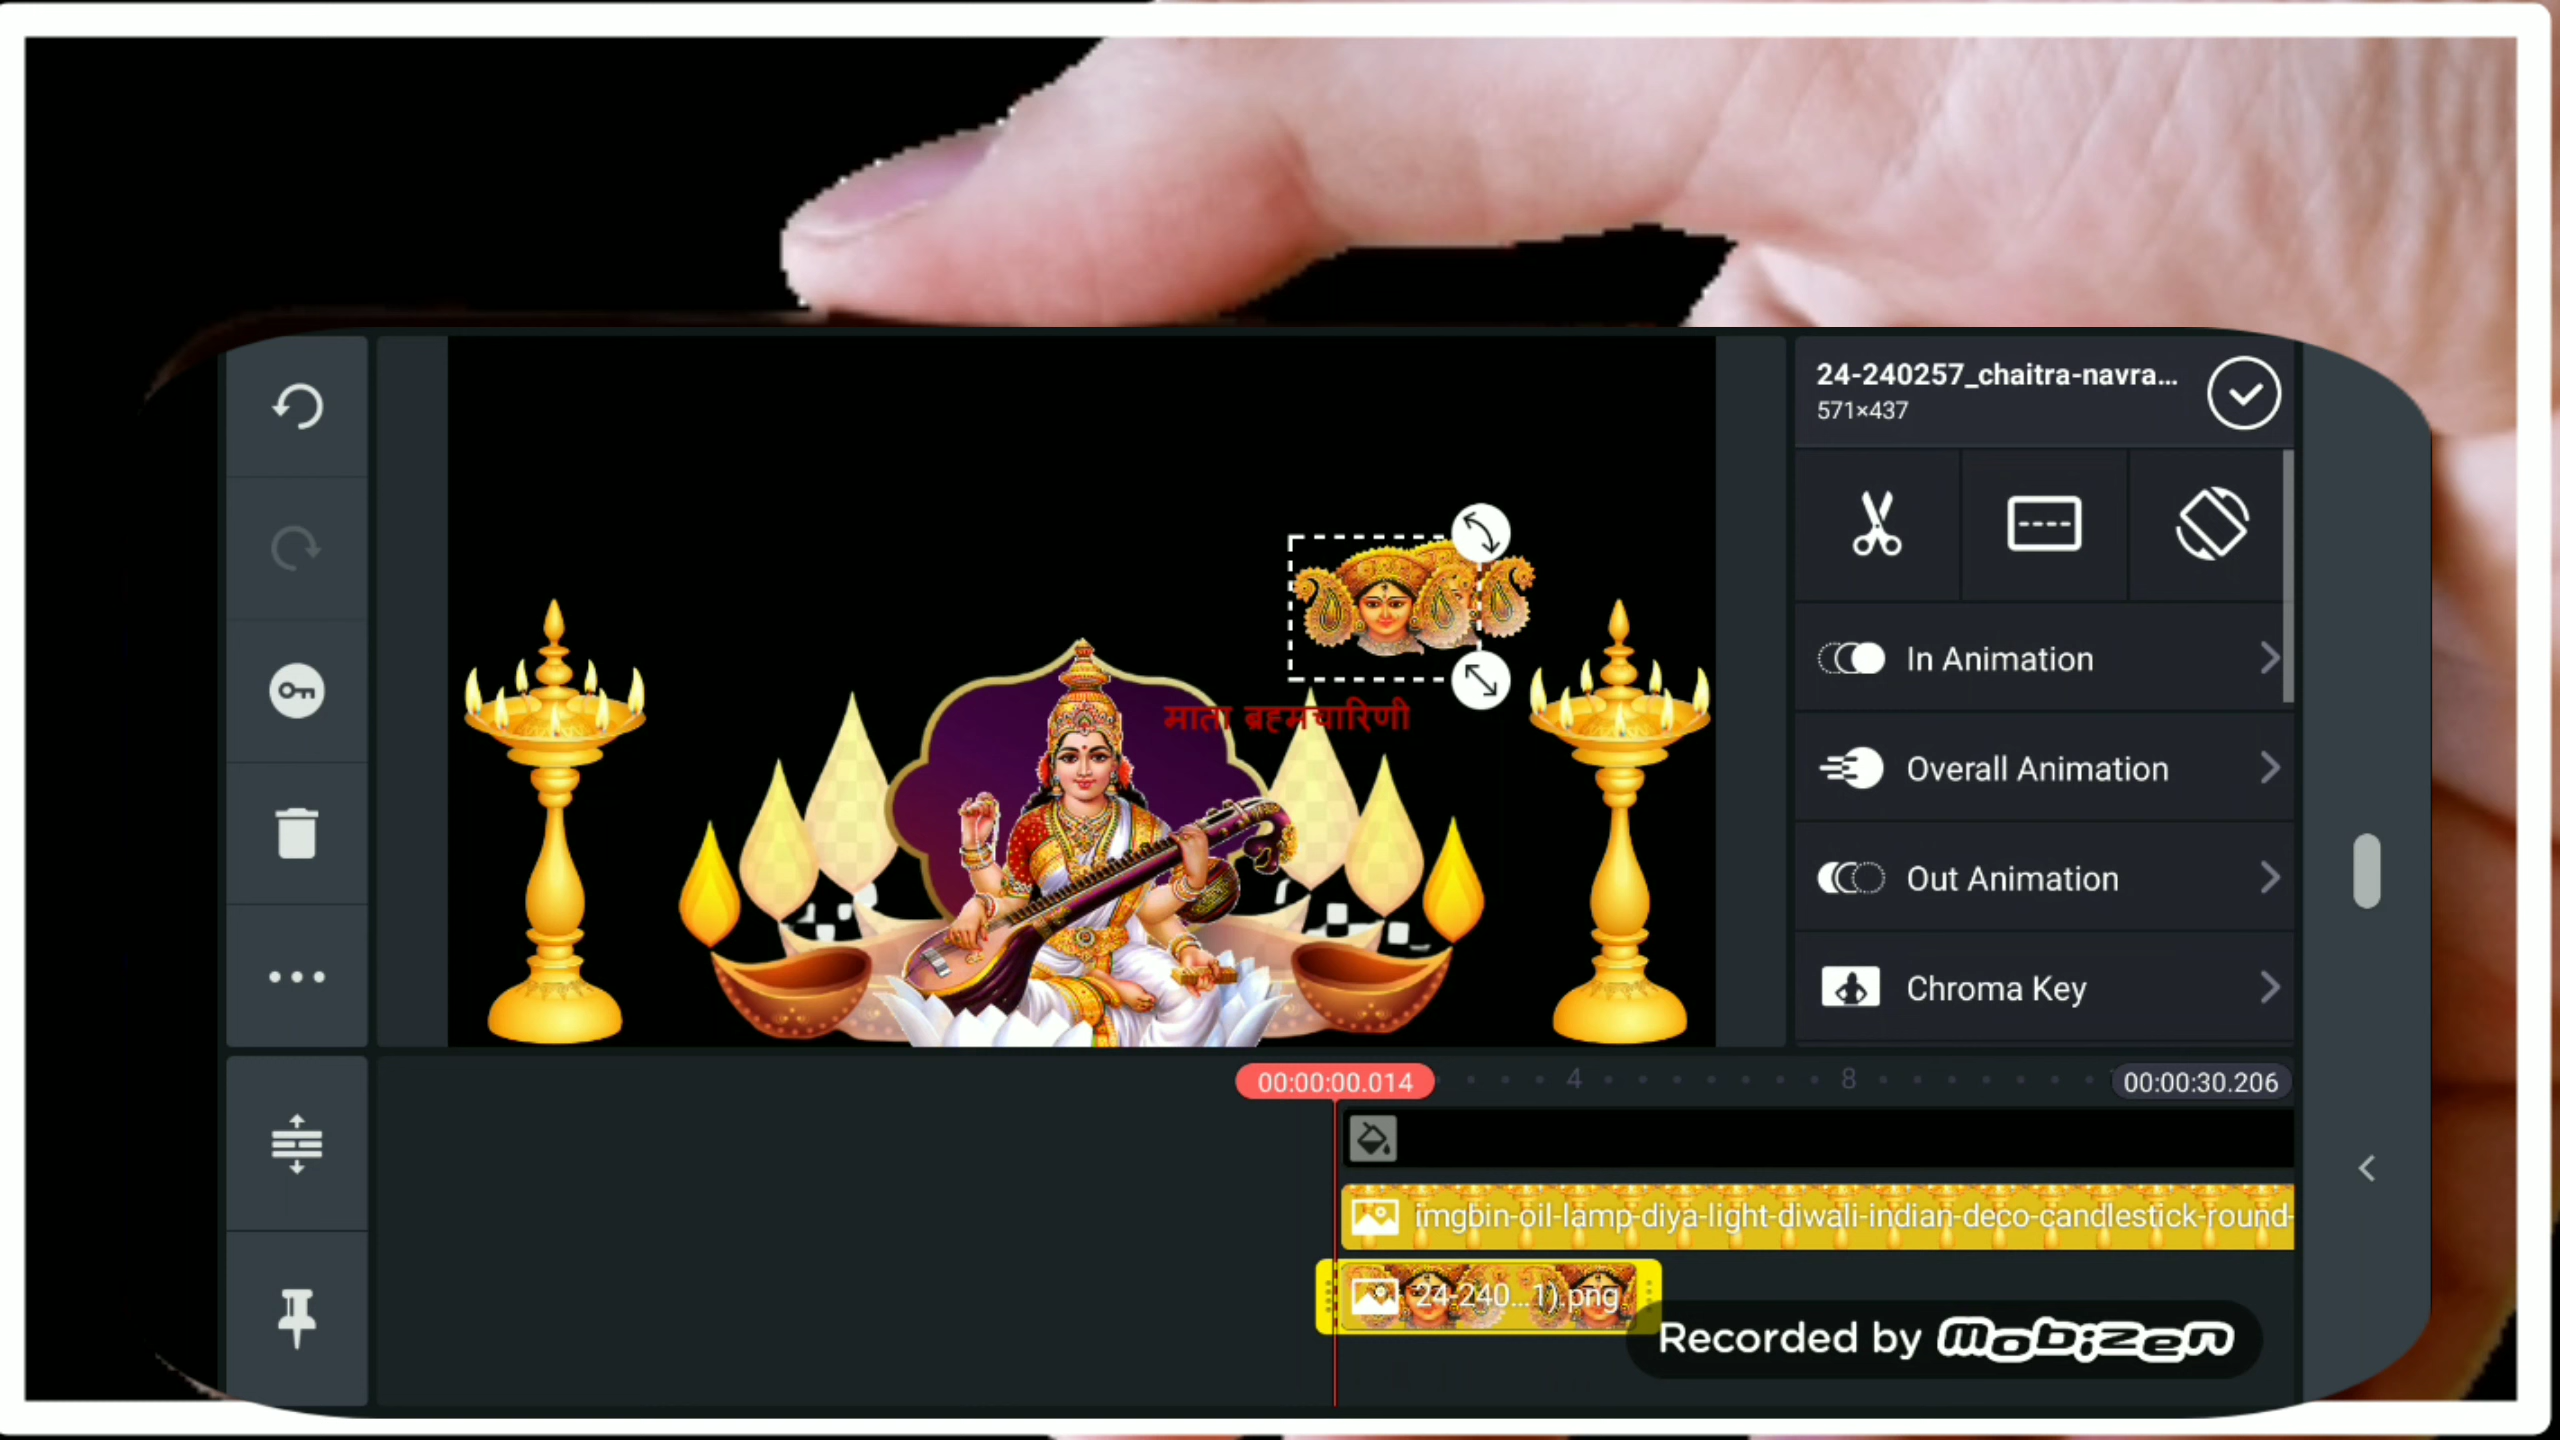 24-240257_chaitra-navra...
571×437
In Animation
माता ब्रह्मचारिणी
Overall Animation
Out Animation
Chroma Key
00:00:00.014
4
8
00:00:30.206
imgbin-oil-lamp-diya-light-diwali-indian-deco-candlestick-round-
24-240...1).png
Recorded by mobizen